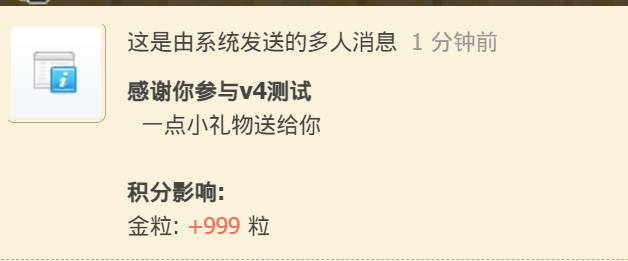 这是由系统发送的多人消息 1 分钟前
感谢你参与v4测试
一点小礼物送给你
积分影响:
金粒: +999 粒